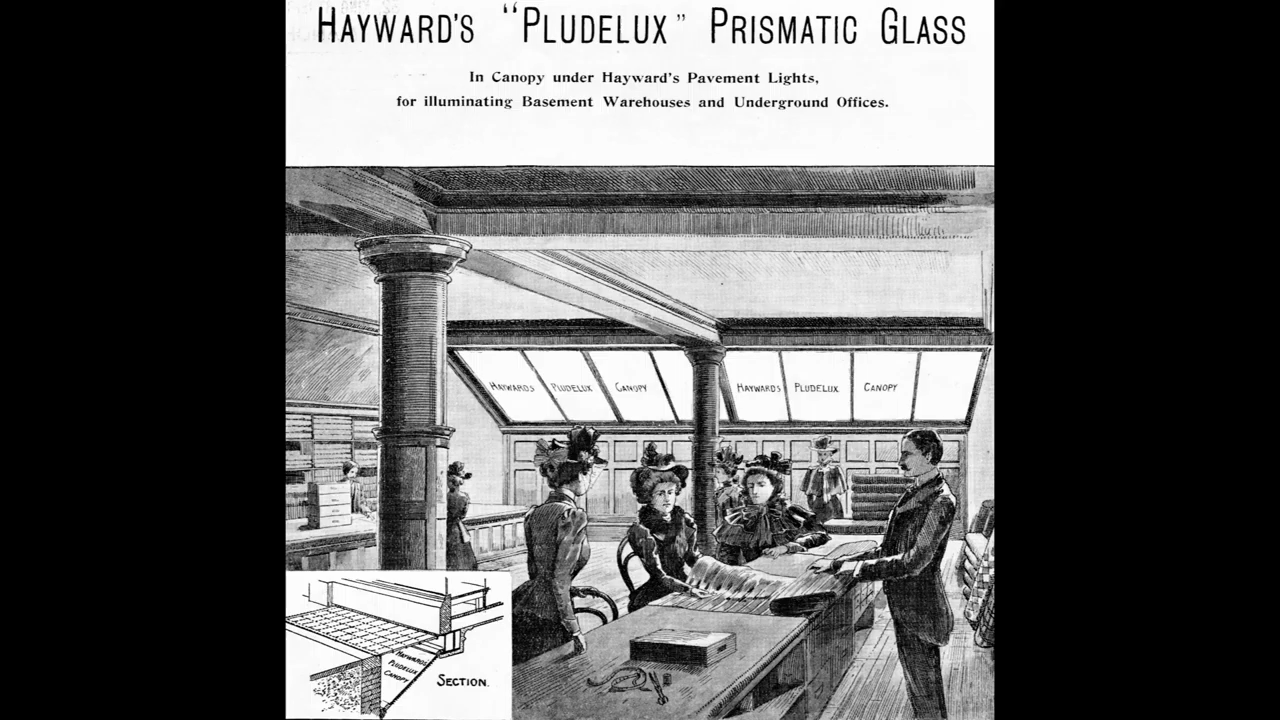 HAYWARD'S "PLUDELUX" PRISMATIC GLASS
In Canopy under Hayward's Pavement Lights,
for illuminating Basement Warehouses and Underground Offices.
HAYWARDS PLUDELUX CANOPY HAYWARDS PLUDELUX CANOPY
HAYWARDS
PLUDELUX
CANOPY
SECTION.